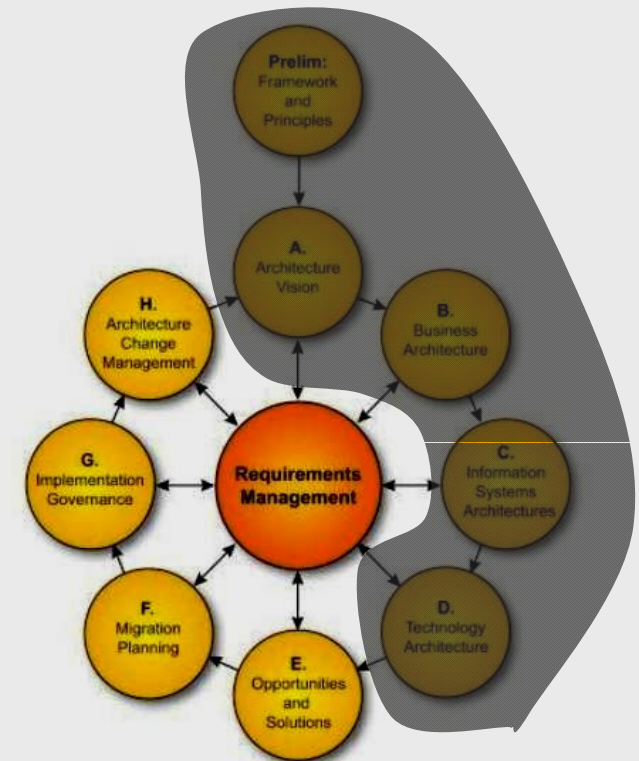 Prelim:
Framework
and
Principles
A.
Architecture
Vision
B.
Business
Architecture
C.
Information
Systems
Architectures
D.
Technology
Architecture
E.
Opportunities
and
Solutions
F.
Migration
Planning
G.
Implementation
Governance
H.
Architecture
Change
Management
Requirements
Management